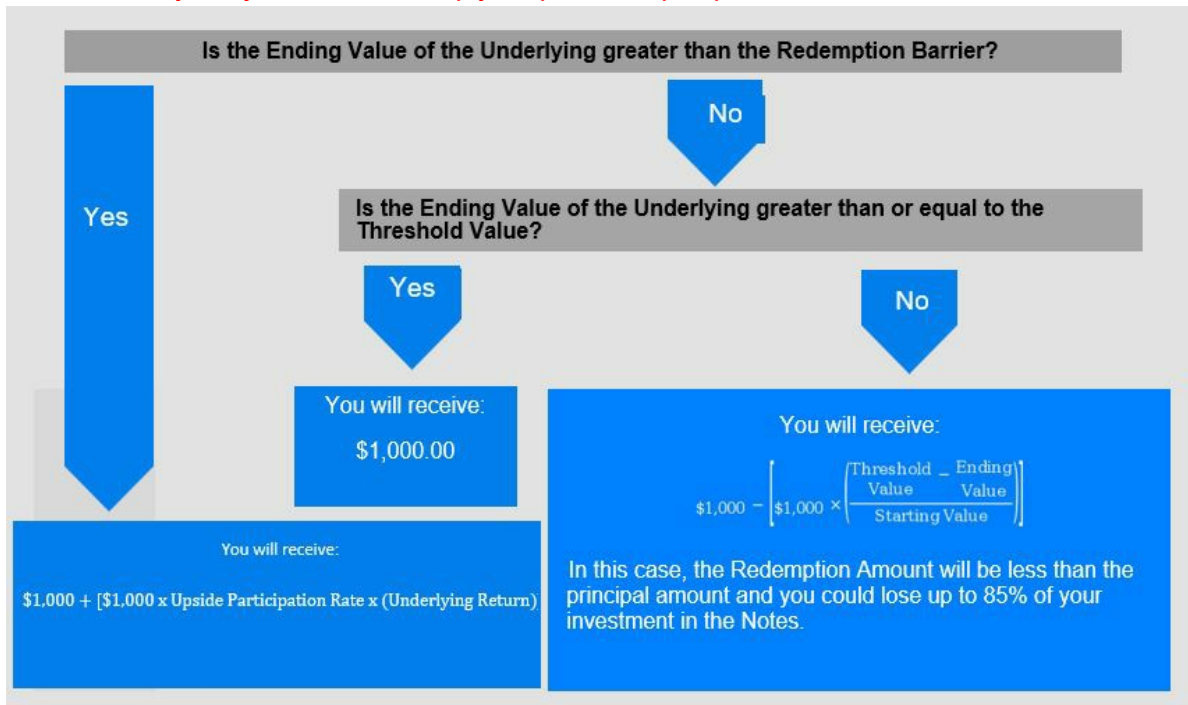 Is the Ending Value of the Underlying greater than the Redemption Barrier?
No
Yes
Is the Ending Value of the Underlying greater than or equal to the
Threshold Value?
Yes
No
You will receive:
$1,000.00
You will receive:
$1,000 − [$1,000 × (Threshold Value − Ending Value / Starting Value)]
In this case, the Redemption Amount will be less than the
principal amount and you could lose up to 85% of your
investment in the Notes.
You will receive:
$1,000 + [$1,000 x Upside Participation Rate x (Underlying Return)